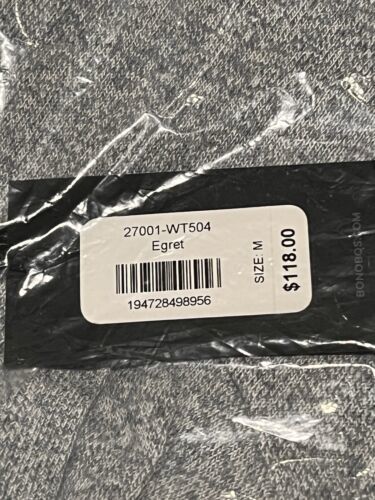 27001-WT504
Egret
194728498956
SIZE: M
$118.00
BONOBOS.COM